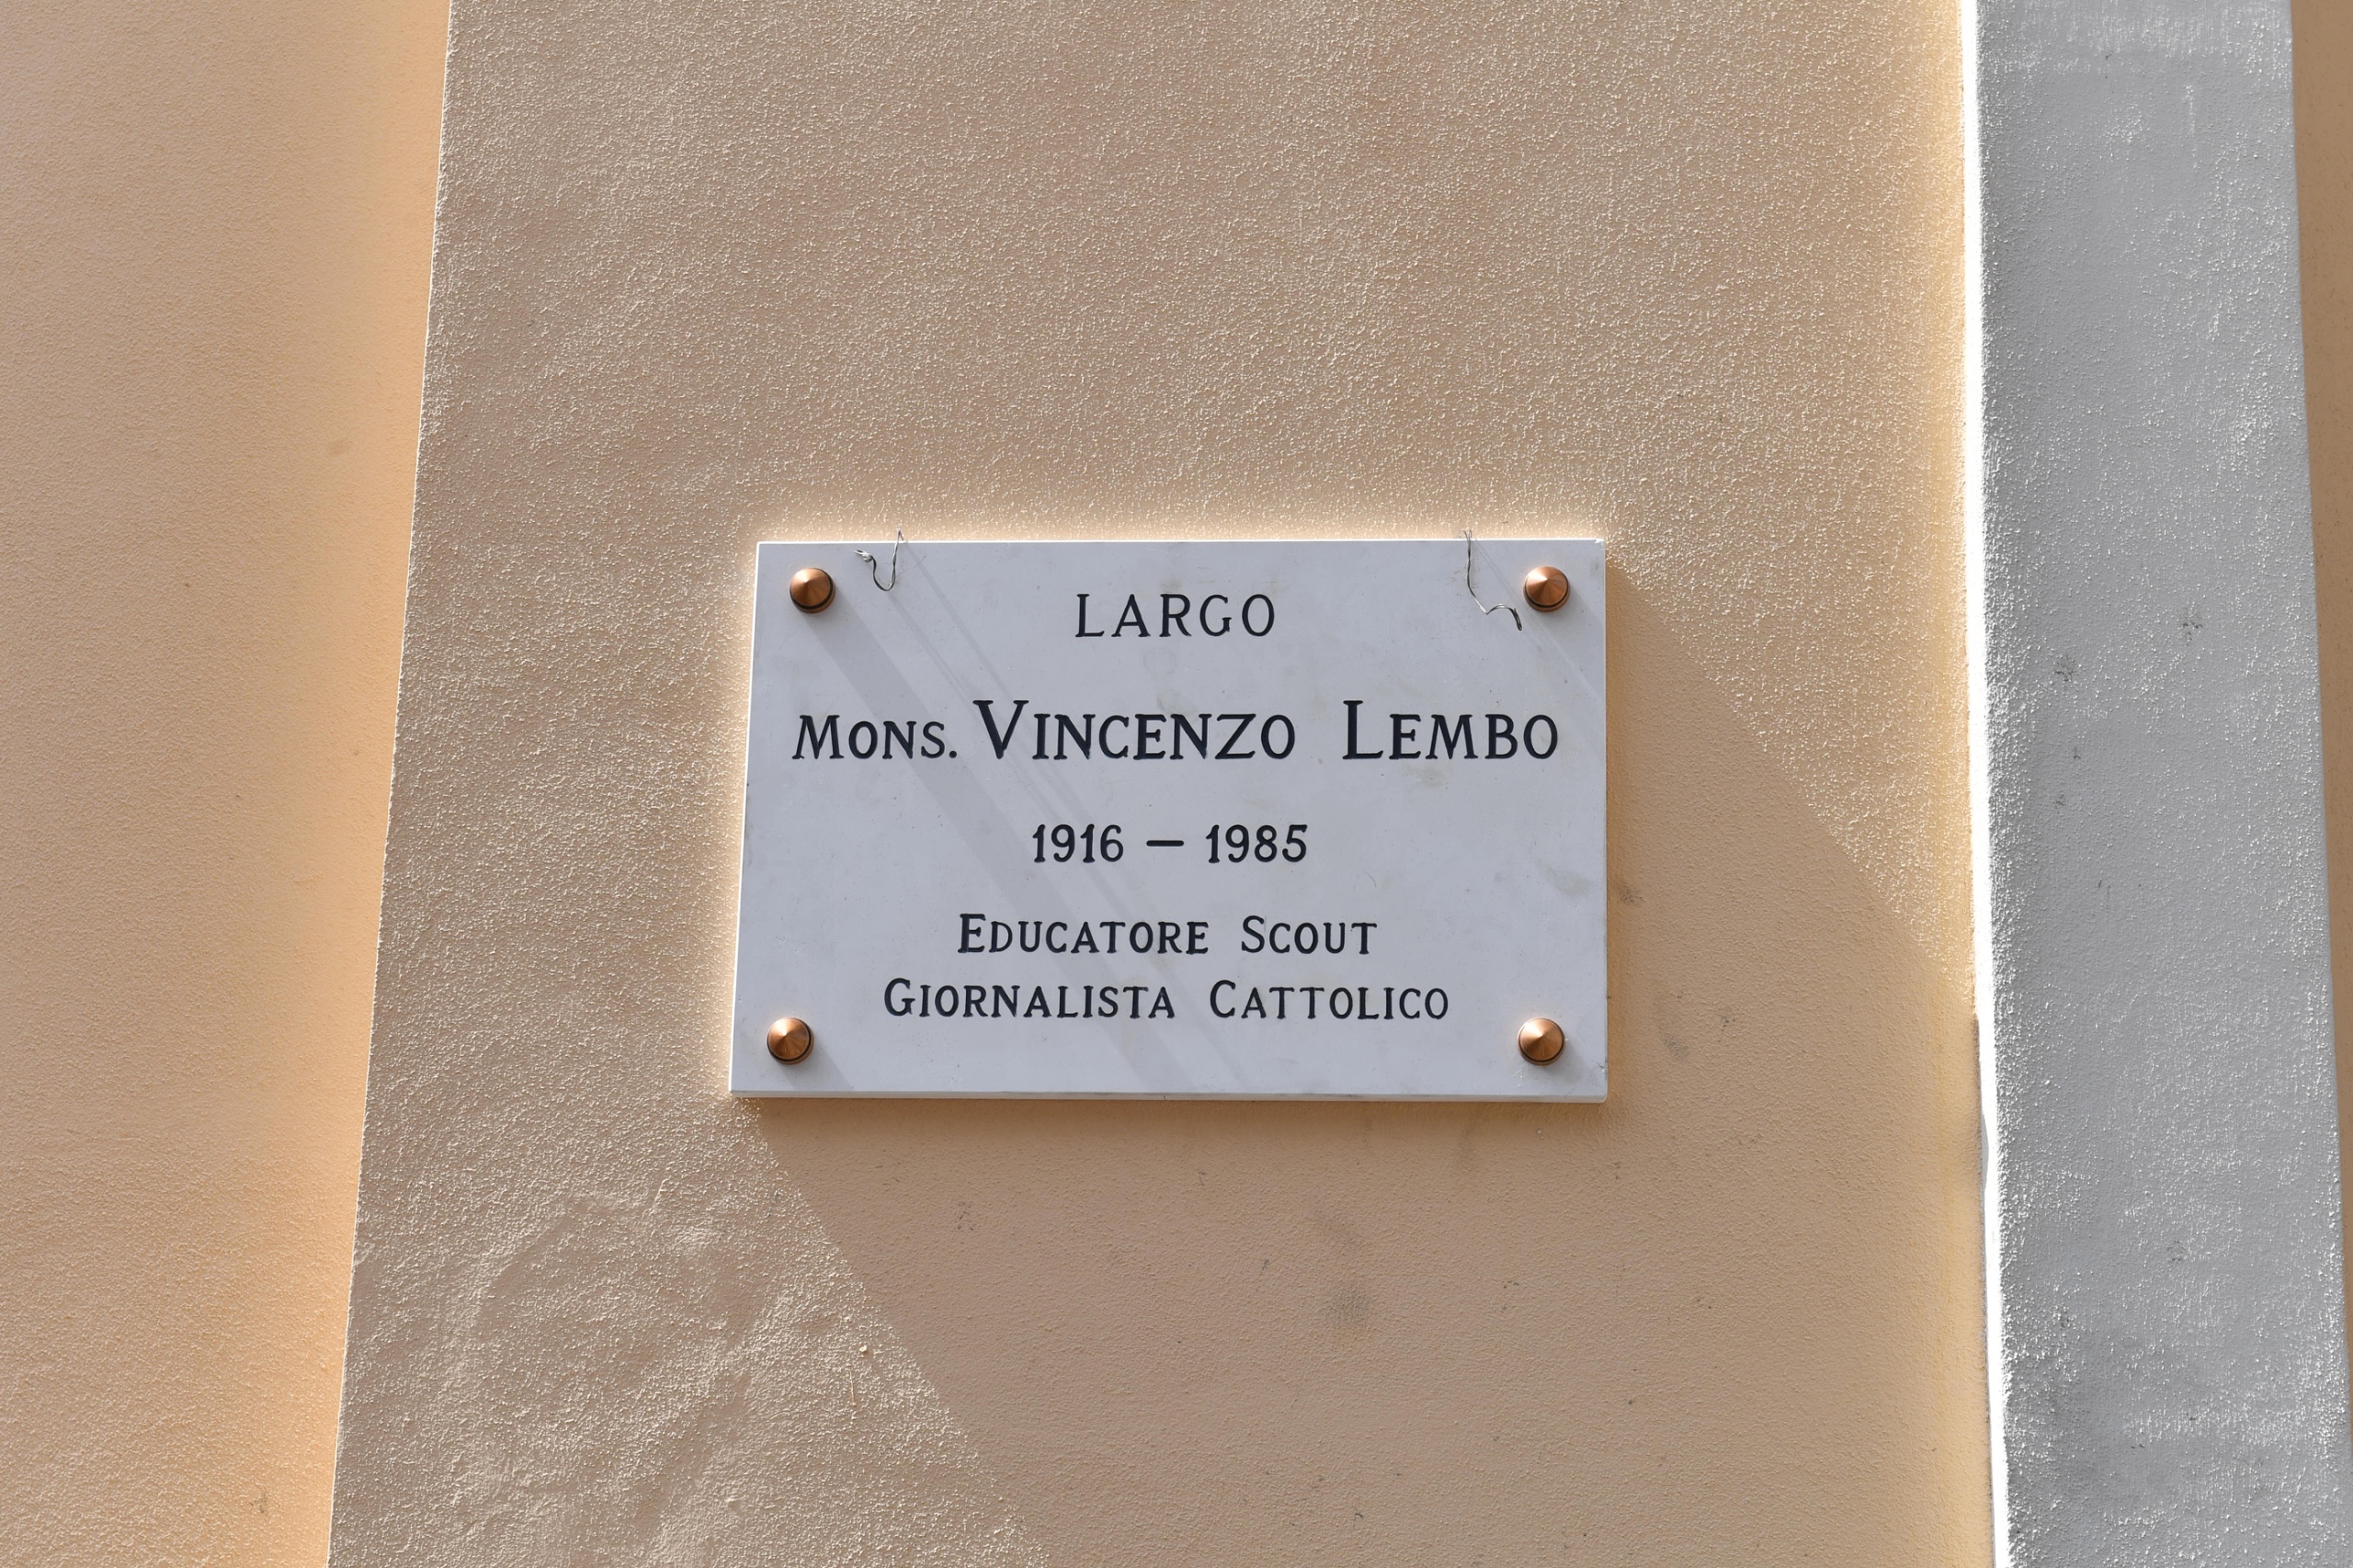 LARGO
MONS. VINCENZO LEMBO
1916 – 1985
EDUCATORE SCOUT
GIORNALISTA CATTOLICO